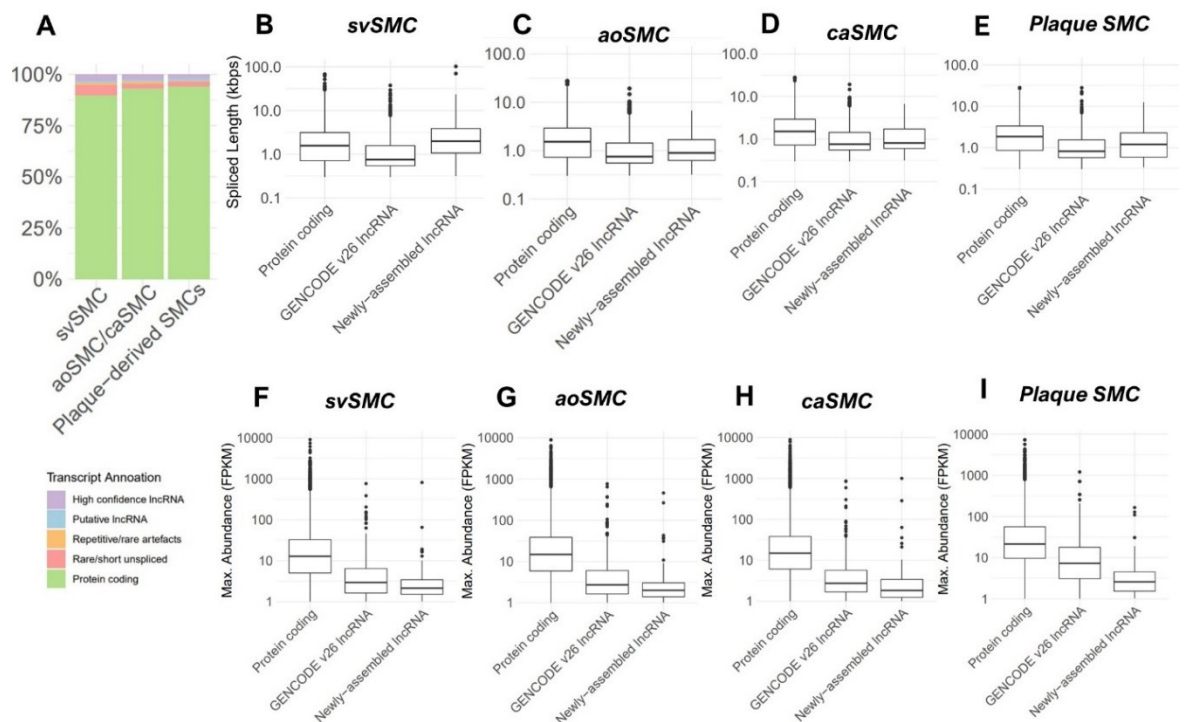 A
100%
75%
50%
25%
0%
svSMC
aoSMC/caSMC
Plaque-derived SMCs
B
svSMC
Spliced Length (kbps)
100.0
10.0
1.0
0.1
Protein coding
GENCODE v26 lncRNA
Newly-assembled lncRNA
C
aoSMC
100.0
10.0
1.0
0.1
Protein coding
GENCODE v26 lncRNA
Newly-assembled lncRNA
D
caSMC
100.0
10.0
1.0
0.1
Protein coding
GENCODE v26 lncRNA
Newly-assembled lncRNA
E
Plaque SMC
100.0
10.0
1.0
0.1
Protein coding
GENCODE v26 lncRNA
Newly-assembled lncRNA
Transcript Annoation
High confidence lncRNA
Putative lncRNA
Repetitive/rare artefacts
Rare/short unspliced
Protein coding
F
svSMC
Max. Abundance (FPKM)
10000
1000
100
10
1
Protein coding
GENCODE v26 lncRNA
Newly-assembled lncRNA
G
aoSMC
Max. Abundance (FPKM)
10000
1000
100
10
1
Protein coding
GENCODE v26 lncRNA
Newly-assembled lncRNA
H
caSMC
Max. Abundance (FPKM)
10000
1000
100
10
1
Protein coding
GENCODE v26 lncRNA
Newly-assembled lncRNA
I
Plaque SMC
Max. Abundance (FPKM)
10000
1000
100
10
1
Protein coding
GENCODE v26 lncRNA
Newly-assembled lncRNA